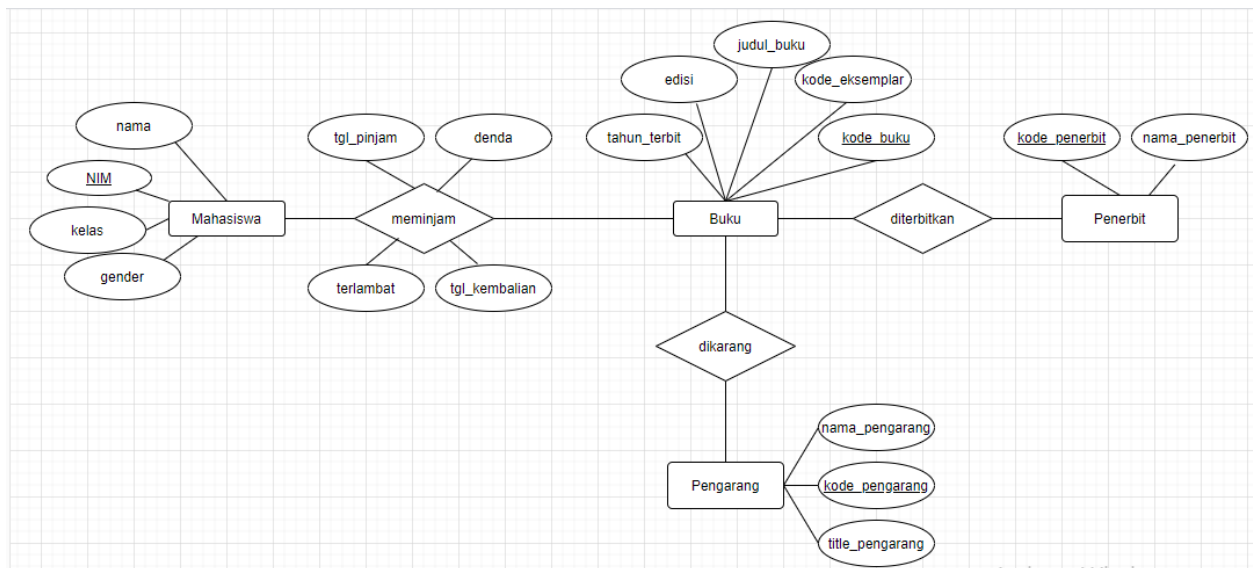 judul_buku
edisi
kode_eksemplar
nama
tgl_pinjam
denda
tahun_terbit
kode_buku
kode_penerbit
nama_penerbit
NIM
Mahasiswa
meminjam
Buku
diterbitkan
Penerbit
kelas
gender
terlambat
tgl_kembalian
dikarang
nama_pengarang
Pengarang
kode_pengarang
title_pengarang